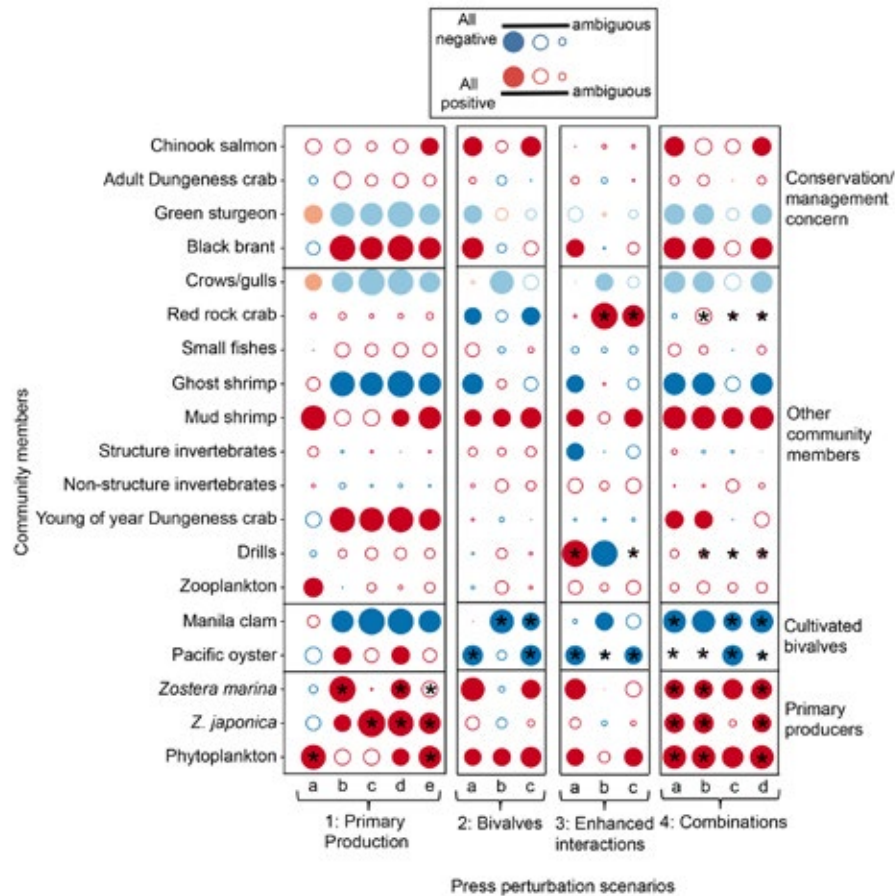 All negative ambiguous
All positive ambiguous
Community members
Chinook salmon
Adult Dungeness crab
Green sturgeon
Black brant
Conservation/
management
concern
Crows/gulls
Red rock crab
Small fishes
Ghost shrimp
Mud shrimp
Structure invertebrates
Non-structure invertebrates
Young of year Dungeness crab
Drills
Zooplankton
Other
community
members
Manila clam
Pacific oyster
Cultivated
bivalves
Zostera marina
Z. japonica
Phytoplankton
Primary
producers
a b c d e a b c a b c a b c d
1: Primary Production
2: Bivalves
3: Enhanced interactions
4: Combinations
Press perturbation scenarios